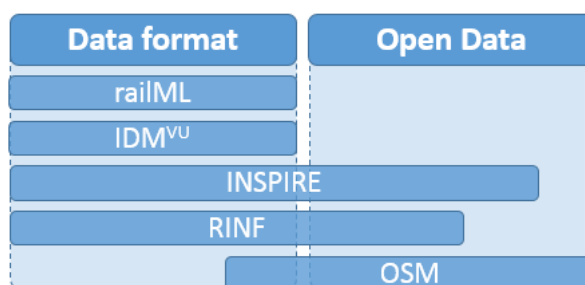 Data format
Open Data
railML
IDMVU
INSPIRE
RINF
OSM